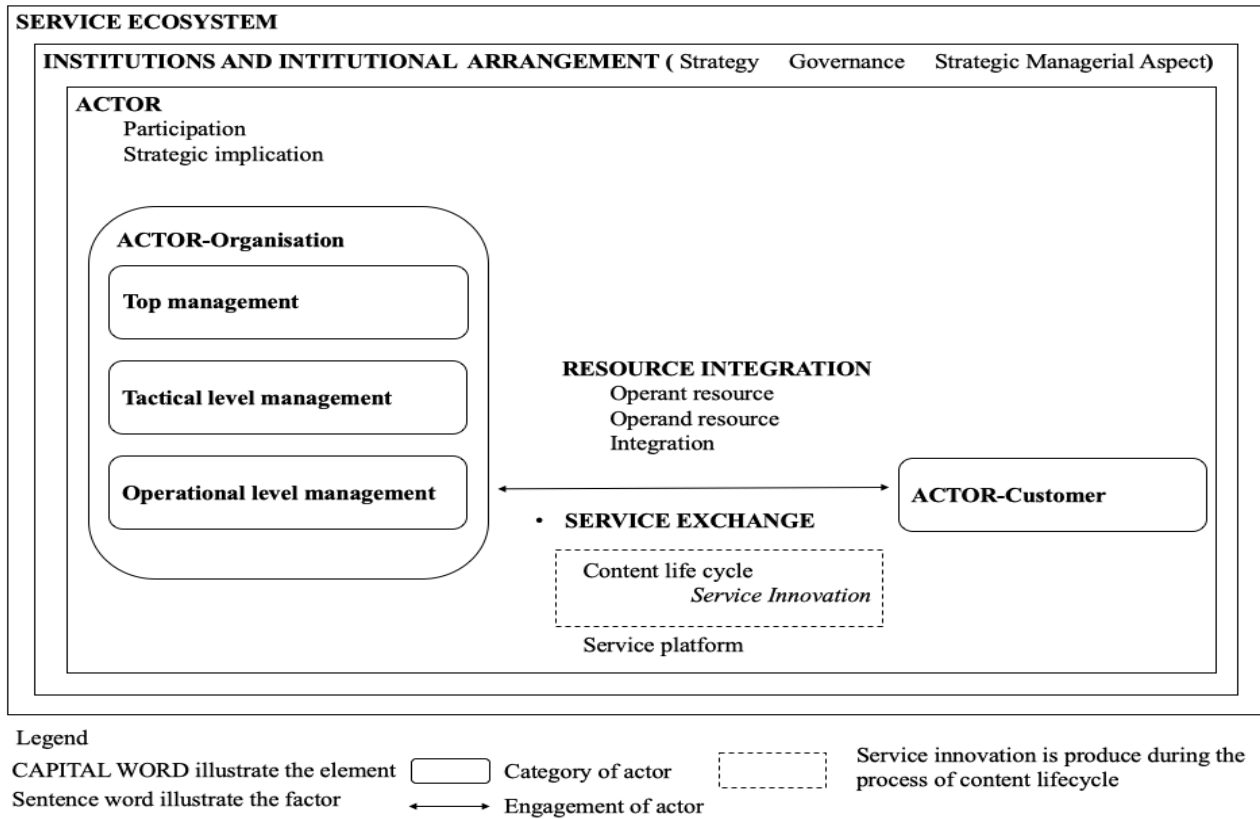 SERVICE ECOSYSTEM
INSTITUTIONS AND INTITUTIONAL ARRANGEMENT ( Strategy Governance Strategic Managerial Aspect)
ACTOR
Participation
Strategic implication
ACTOR-Organisation
Top management
Tactical level management
Operational level management
RESOURCE INTEGRATION
Operant resource
Operand resource
Integration
ACTOR-Customer
• SERVICE EXCHANGE
Content life cycle
Service Innovation
Service platform
Legend
CAPITAL WORD illustrate the element
Sentence word illustrate the factor
Category of actor
Engagement of actor
Service innovation is produce during the
process of content lifecycle